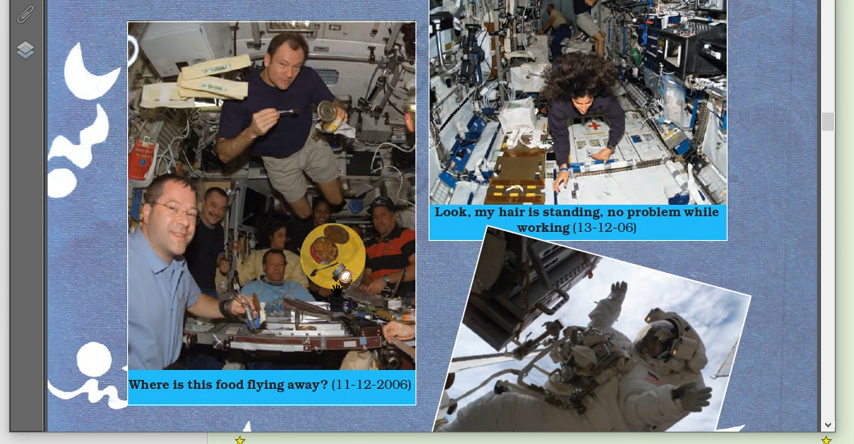 Look, my hair is standing, no problem while
working (13-12-06)
Where is this food flying away? (11-12-2006)